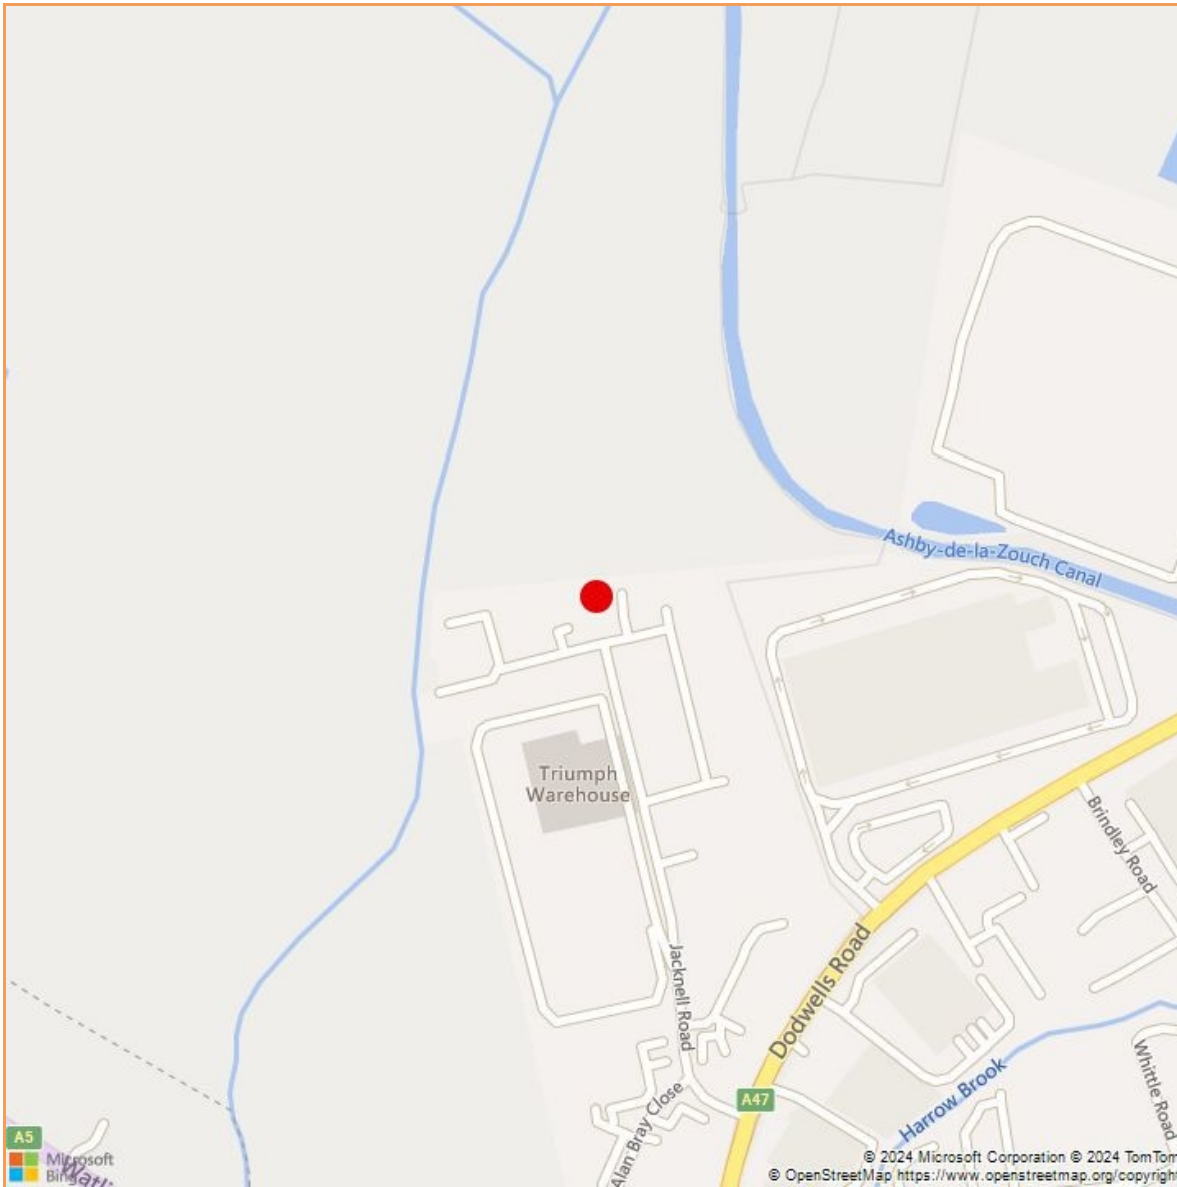 Ashby-de-la-Zouch Canal
Triumph
Warehouse
Brindley Road
Dodwells Road
Jacknell Road
Whittle Road
Harrow Brook
Alan Bray Close
A47
A5
Watli
Microsoft
Bing
© 2024 Microsoft Corporation © 2024 TomTom
© OpenStreetMap https://www.openstreetmap.org/copyright